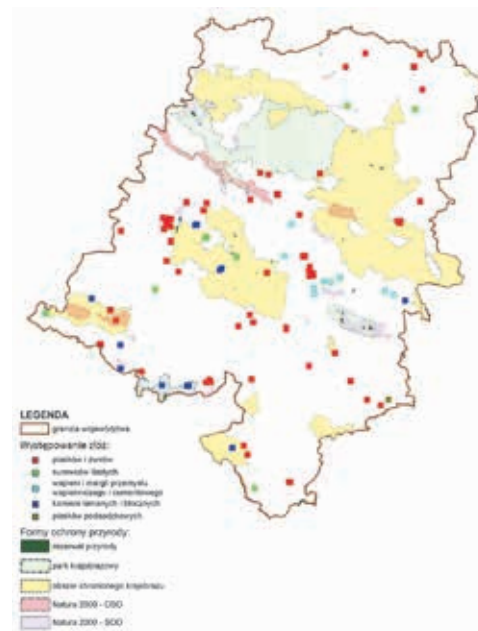 LEGENDA
granica województwa
Występowanie złóż:
piasków i żwirów
surowców ilastych
wapieni i margli przemysłu
wapienniczego i cementowego
kamieni łamanych i blocznych
piasków podsadzkowych
Formy ochrony przyrody:
rezerwat przyrody
park krajobrazowy
obszar chronionego krajobrazu
Natura 2000 - OSO
Natura 2000 - SOO